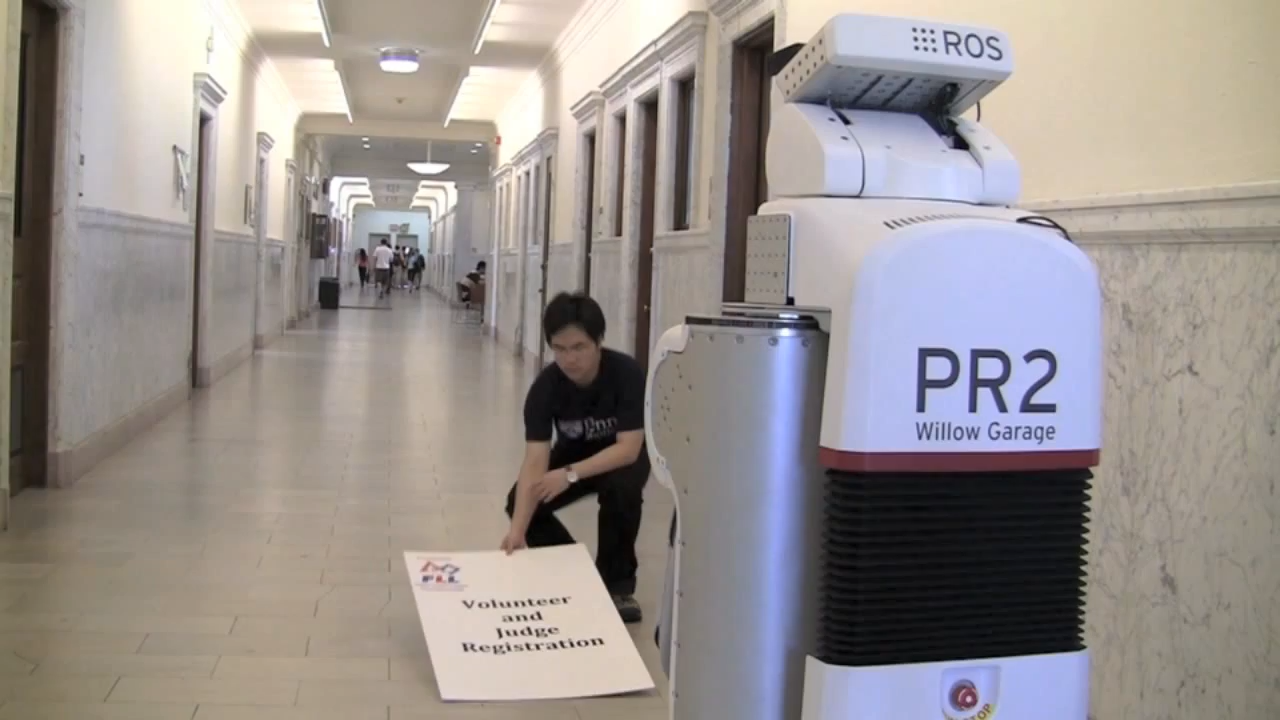 ROS
PR2
Willow Garage
FLL
Volunteer
and
Judge
Registration